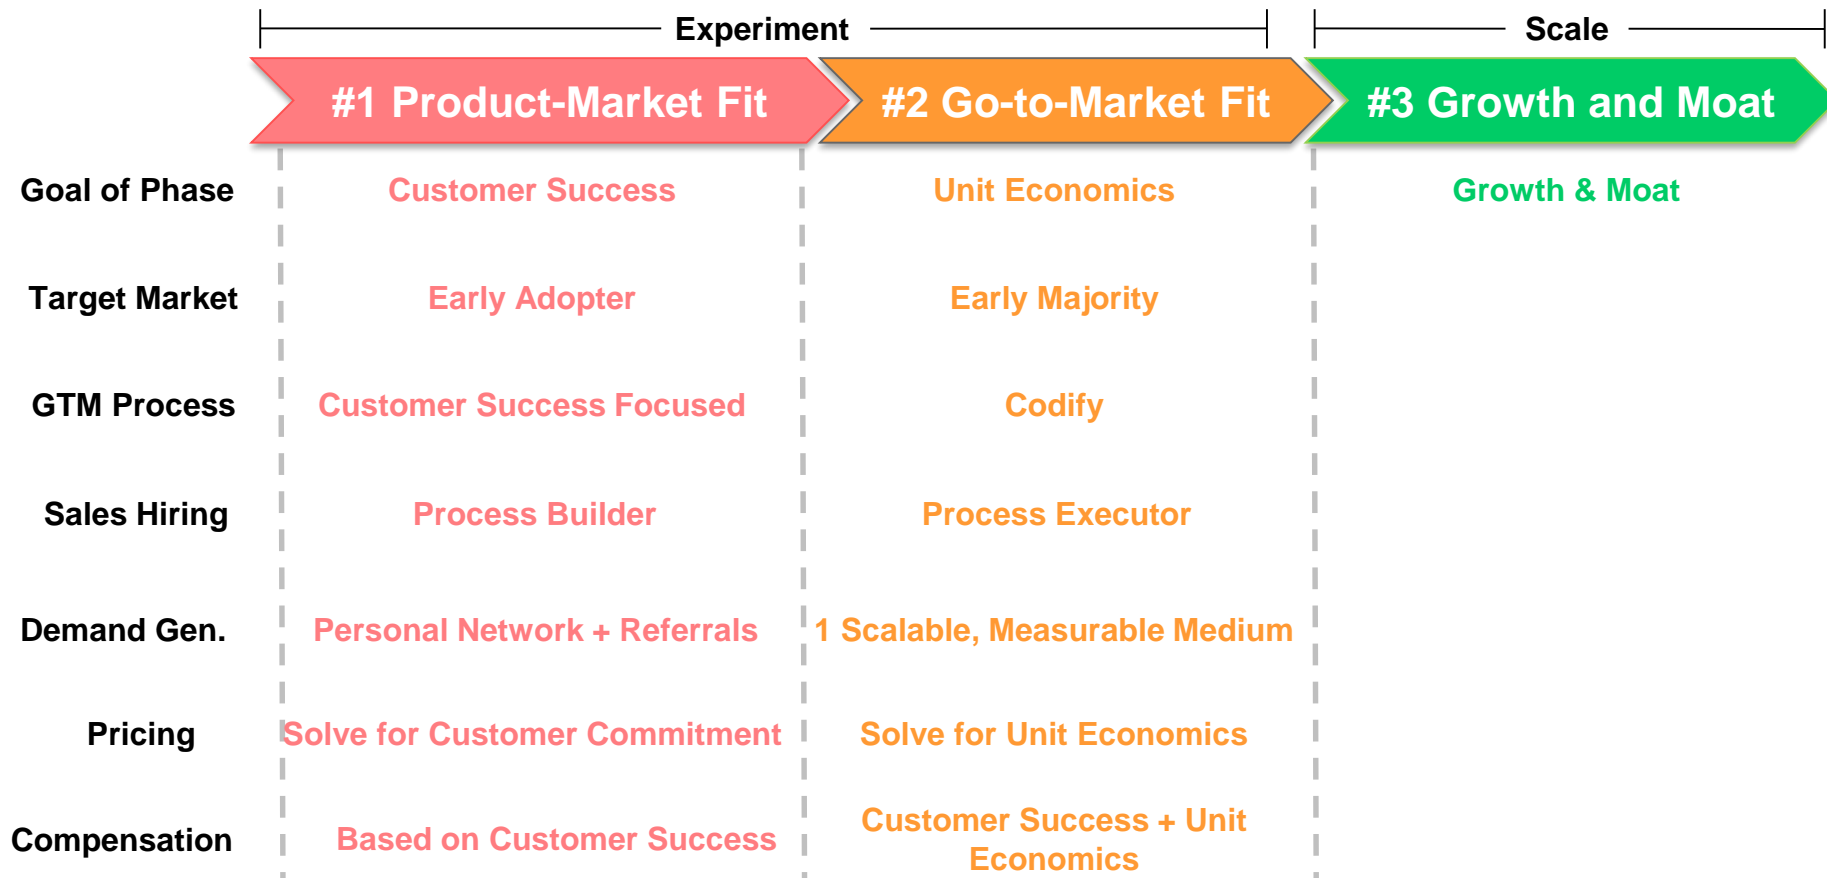 Experiment Scale
#1 Product-Market Fit #2 Go-to-Market Fit #3 Growth and Moat
Goal of Phase Customer Success Unit Economics Growth & Moat
Target Market Early Adopter Early Majority
GTM Process Customer Success Focused Codify
Sales Hiring Process Builder Process Executor
Demand Gen. Personal Network + Referrals 1 Scalable, Measurable Medium
Pricing Solve for Customer Commitment Solve for Unit Economics
Compensation Based on Customer Success Customer Success + Unit
Economics